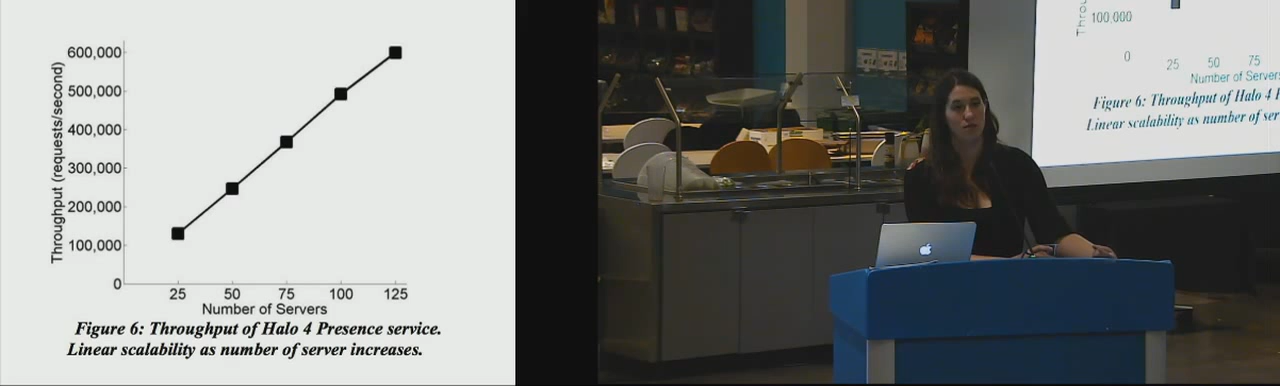 Throughput (requests/second)
600,000
500,000
400,000
300,000
200,000
100,000
0
25 50 75 100 125
Number of Servers
Figure 6: Throughput of Halo 4 Presence service.
Linear scalability as number of server increases.
100,000
0
25 50 75
Number of Servers
Figure 6: Throughput of Halo 4
Linear scalability as number of